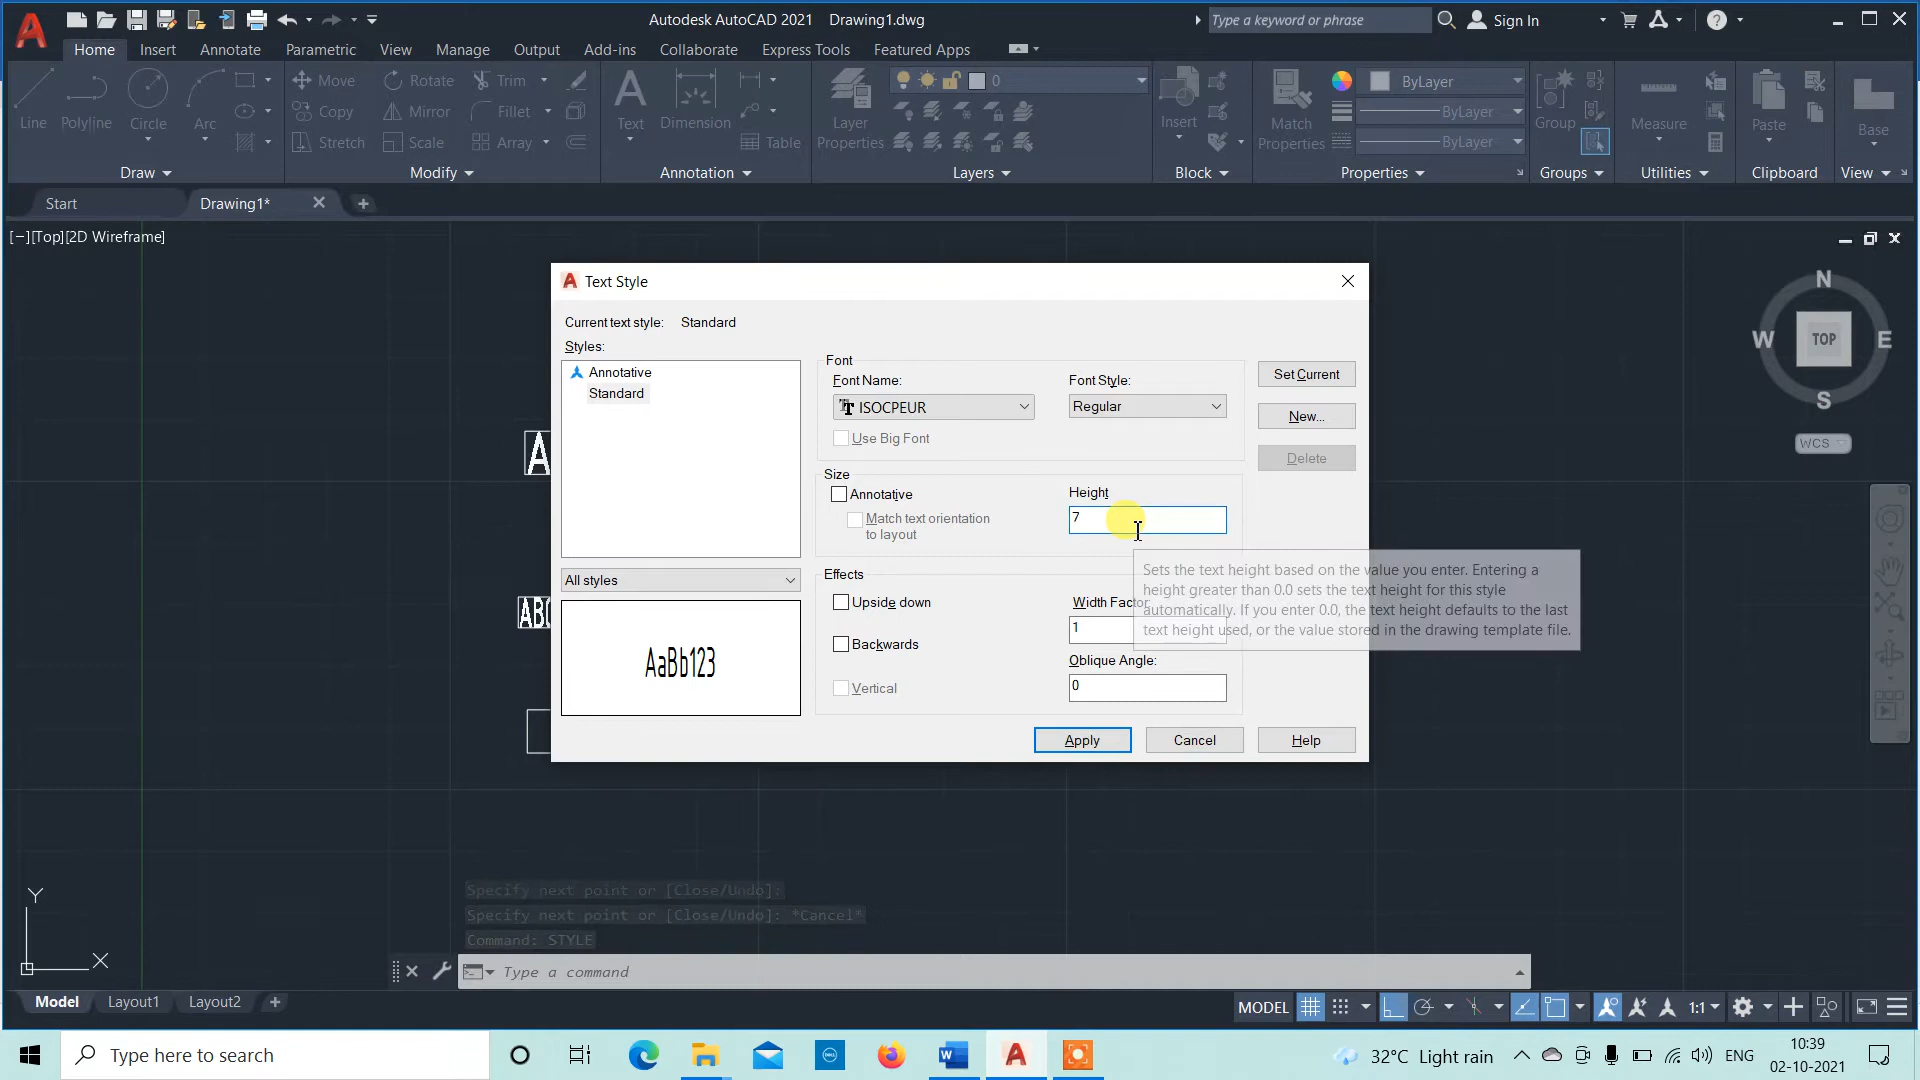 Autodesk AutoCAD 2021 Drawing1.dwg
Type a keyword or phrase
Sign In
Home Insert Annotate Parametric View Manage Output Add-ins Collaborate Express Tools Featured Apps
Line Polyline Circle Arc
Move Rotate Trim
Copy Mirror Fillet
Stretch Scale Array
Text Dimension
Table
Layer Properties
0
Insert
Match Properties
ByLayer
ByLayer
ByLayer
Group
Measure
Paste
Base
Draw Modify Annotation Layers Block Properties Groups Utilities Clipboard View
Start Drawing1*
[−][Top][2D Wireframe]
N
W TOP E
S
WCS
A
ABC
Text Style
Current text style: Standard
Styles:
Annotative
Standard
All styles
AaBb123
Font
Font Name: Font Style:
ISOCPEUR Regular
Use Big Font
Size
Annotative
Match text orientation
to layout
Height
7
Effects
Upside down
Backwards
Vertical
Width Factor
1
Oblique Angle:
0
Set Current
New...
Delete
Apply Cancel Help
Sets the text height based on the value you enter. Entering a
height greater than 0.0 sets the text height for this style
automatically. If you enter 0.0, the text height defaults to the last
text height used, or the value stored in the drawing template file.
Y
X
Specify next point or [Close/Undo]:
Specify next point or [Close/Undo]: *Cancel*
Command: STYLE
Type a command
Model Layout1 Layout2
MODEL 1:1
Type here to search
32°C Light rain
ENG
10:39
02-10-2021